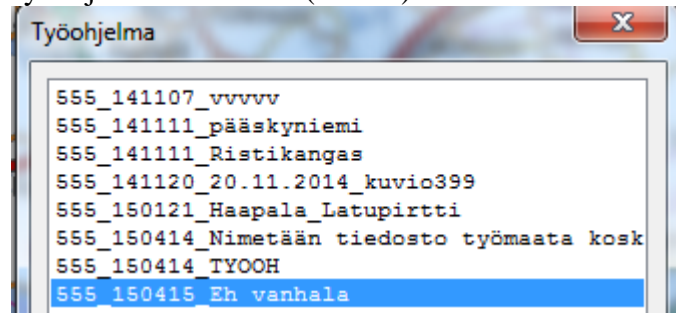 Työohjelma
555_141107_vvvvv
555_141111_pääskyniemi
555_141111_Ristikangas
555_141120_20.11.2014_kuvio399
555_150121_Haapala_Latupirtti
555_150414_Nimetään tiedosto työmaata kosk
555_150414_TYOOH
555_150415_Eh vanhala